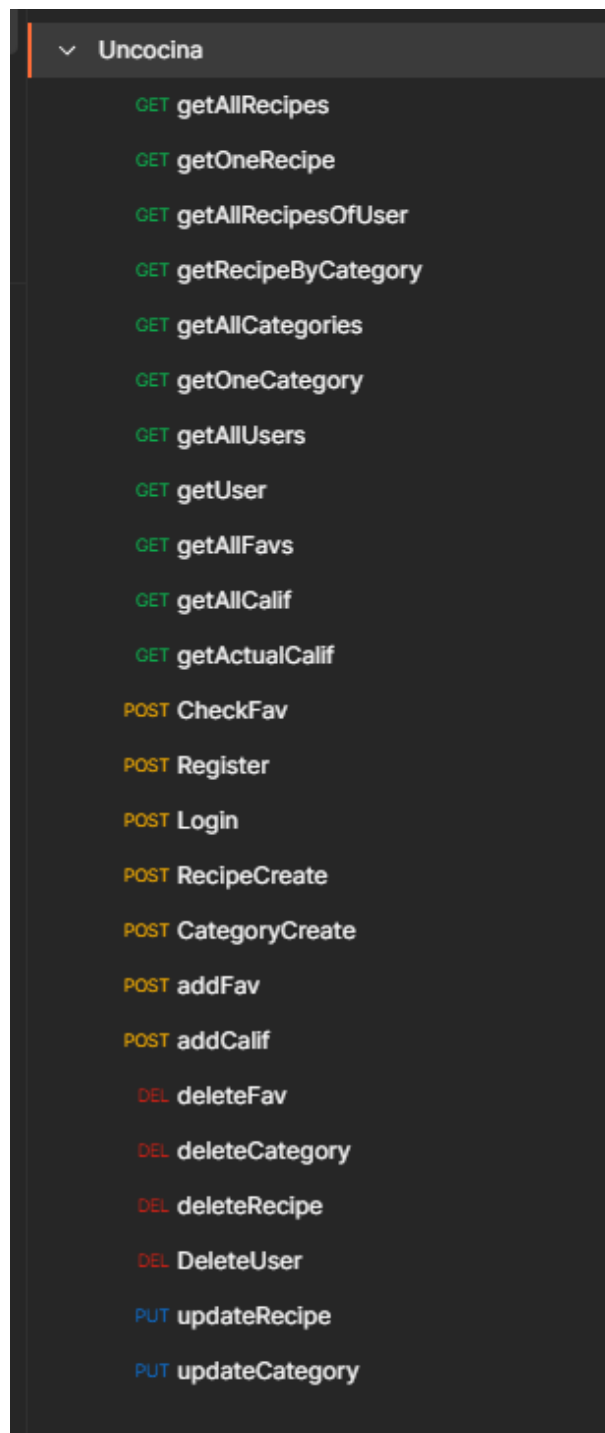 Uncocina
GET getAllRecipes
GET getOneRecipe
GET getAllRecipesOfUser
GET getRecipeByCategory
GET getAllCategories
GET getOneCategory
GET getAllUsers
GET getUser
GET getAllFavs
GET getAllCalif
GET getActualCalif
POST CheckFav
POST Register
POST Login
POST RecipeCreate
POST CategoryCreate
POST addFav
POST addCalif
DEL deleteFav
DEL deleteCategory
DEL deleteRecipe
DEL DeleteUser
PUT updateRecipe
PUT updateCategory